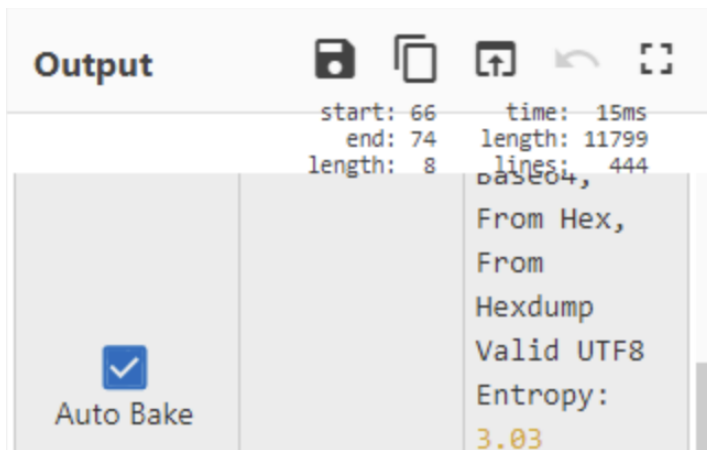 Output
start: 66 time: 15ms
end: 74 length: 11799
length: 8 lines: 444
Base64,
From Hex,
From
Hexdump
Valid UTF8
Entropy:
3.03
Auto Bake